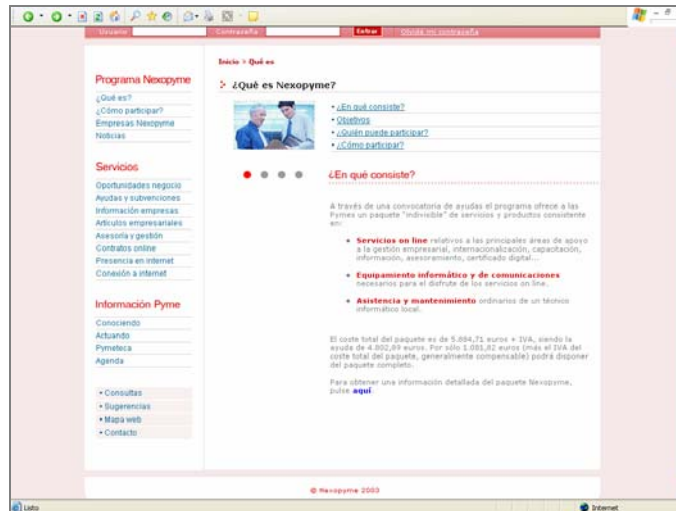 Usuario
Contraseña
Entrar
Olvidé mi contraseña
Inicio > Qué es
Programa Nexopyme
¿Qué es?
¿Cómo participar?
Empresas Nexopyme
Noticias
Servicios
Oportunidades negocio
Ayudas y subvenciones
Información empresas
Artículos empresariales
Asesoría y gestión
Contratos online
Presencia en internet
Conexión a internet
Información Pyme
Conociendo
Actuando
Pymeteca
Agenda
• Consultas
• Sugerencias
• Mapa web
• Contacto
¿Qué es Nexopyme?
• ¿En qué consiste?
• Objetivos
• ¿Quién puede participar?
• ¿Cómo participar?
¿En qué consiste?
A través de una convocatoria de ayudas el programa ofrece a las
Pymes un paquete "indivisible" de servicios y productos consistente
en:
• Servicios on line relativos a las principales áreas de apoyo
a la gestión empresarial, internacionalización, capacitación,
información, asesoramiento, certificado digital...
• Equipamiento informático y de comunicaciones
necesarios para el disfrute de los servicios on line.
• Asistencia y mantenimiento ordinarios de un técnico
informático local.
El coste total del paquete es de 5.884,71 euros + IVA, siendo la
ayuda de 4.802,89 euros. Por sólo 1.081,82 euros (más el IVA del
coste total del paquete, generalmente compensable) podrá disponer
del paquete completo.
Para obtener una información detallada del paquete Nexopyme,
pulse aquí.
© Nexopyme 2003
Listo
Internet